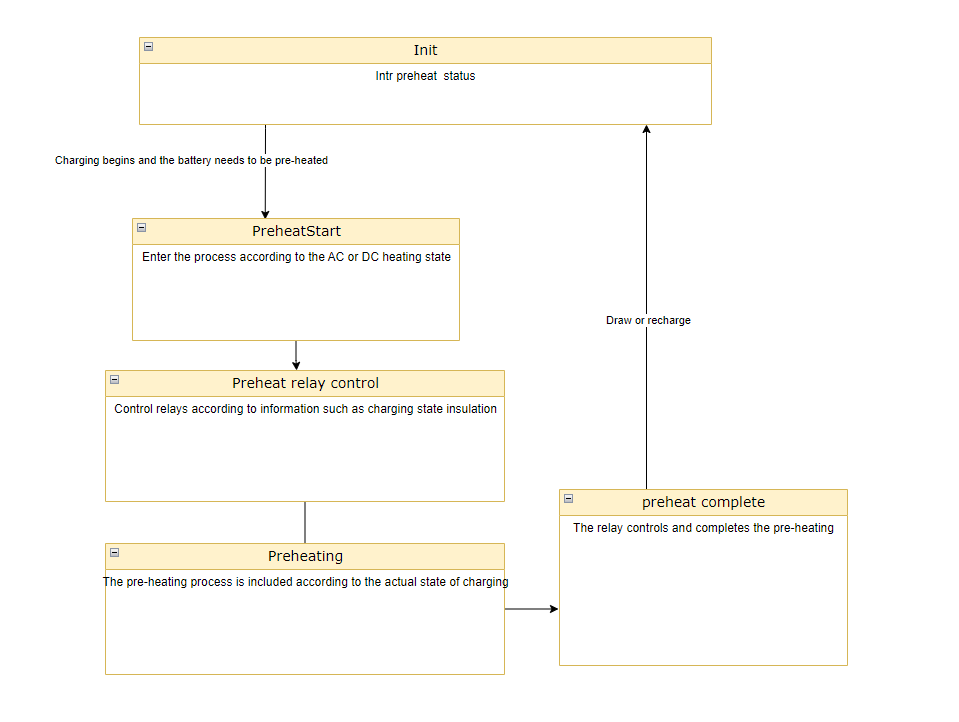 Init
Intr preheat  status
Charging begins and the battery needs to be pre-heated
PreheatStart
Enter the process according to the AC or DC heating state
Draw or recharge
Preheat relay control
Control relays according to information such as charging state insulation
preheat complete
The relay controls and completes the pre-heating
Preheating
The pre-heating process is included according to the actual state of charging